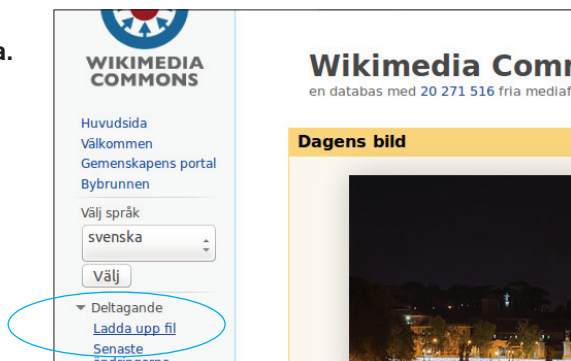 a.
WIKIMEDIA
COMMONS
Huvudsida
Välkommen
Gemenskapens portal
Bybrunnen
Välj språk
svenska
Välj
Deltagande
Ladda upp fil
Senaste
ändringarna
Wikimedia Comm
en databas med 20 271 516 fria mediaf
Dagens bild